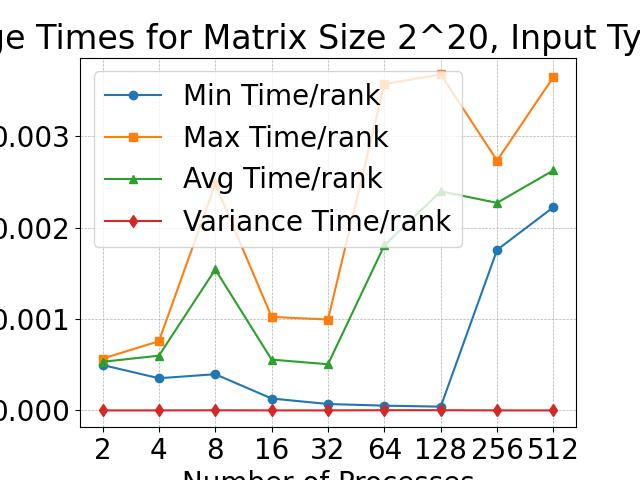 ge Times for Matrix Size 2^20, Input Ty
Min Time/rank
Max Time/rank
Avg Time/rank
Variance Time/rank
0.003
0.002
0.001
0.000
2 4 8 16 32 64 128 256 512
Number of Processes